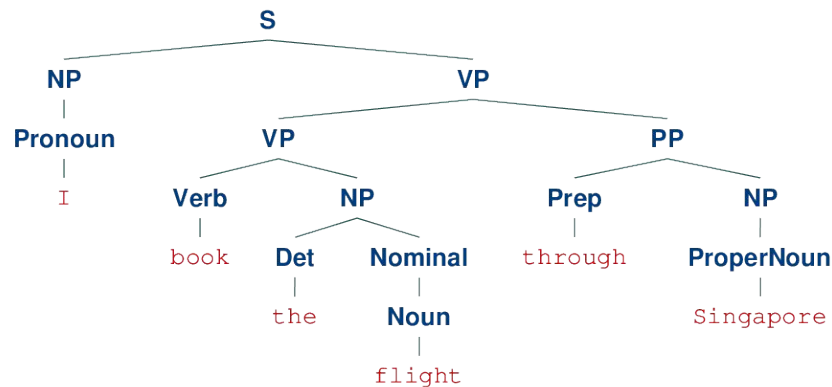 S
NP VP
Pronoun VP PP
I Verb NP Prep NP
book Det Nominal through ProperNoun
the Noun Singapore
flight